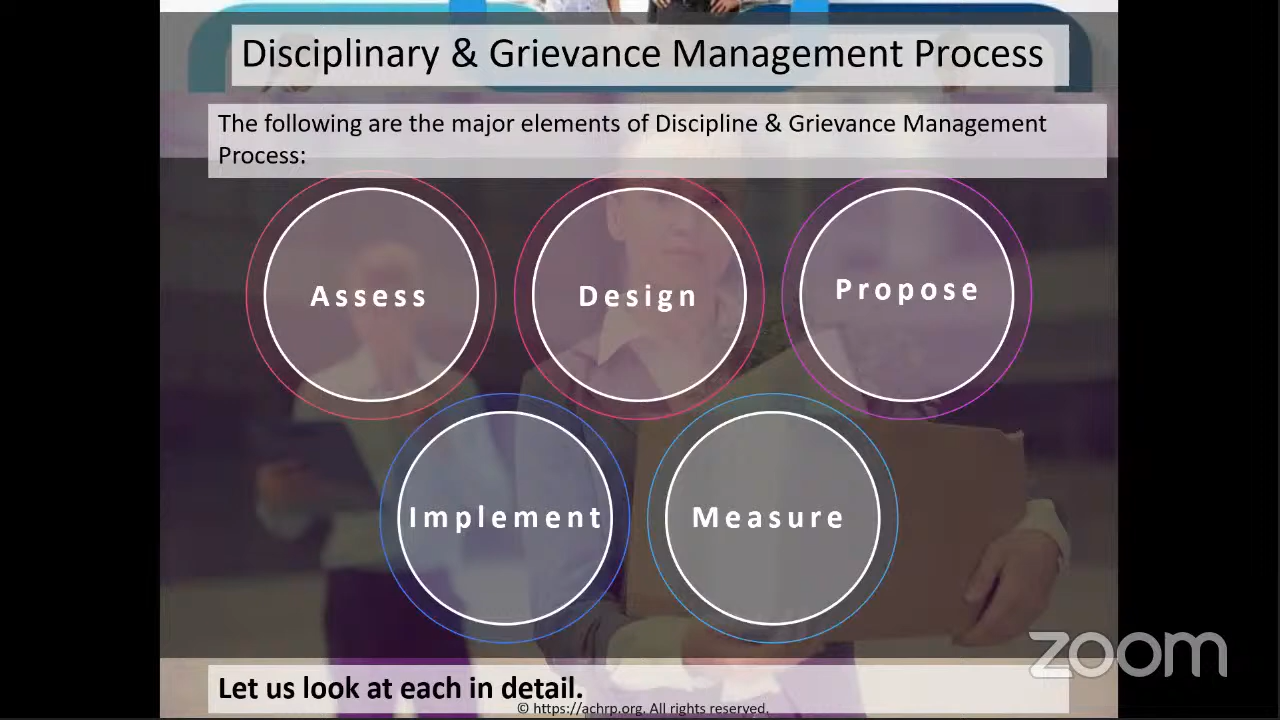 Disciplinary & Grievance Management Process
The following are the major elements of Discipline & Grievance Management
Process:
Assess
Design
Propose
Implement
Measure
zoom
Let us look at each in detail.
© https://achrp.org. All rights reserved.